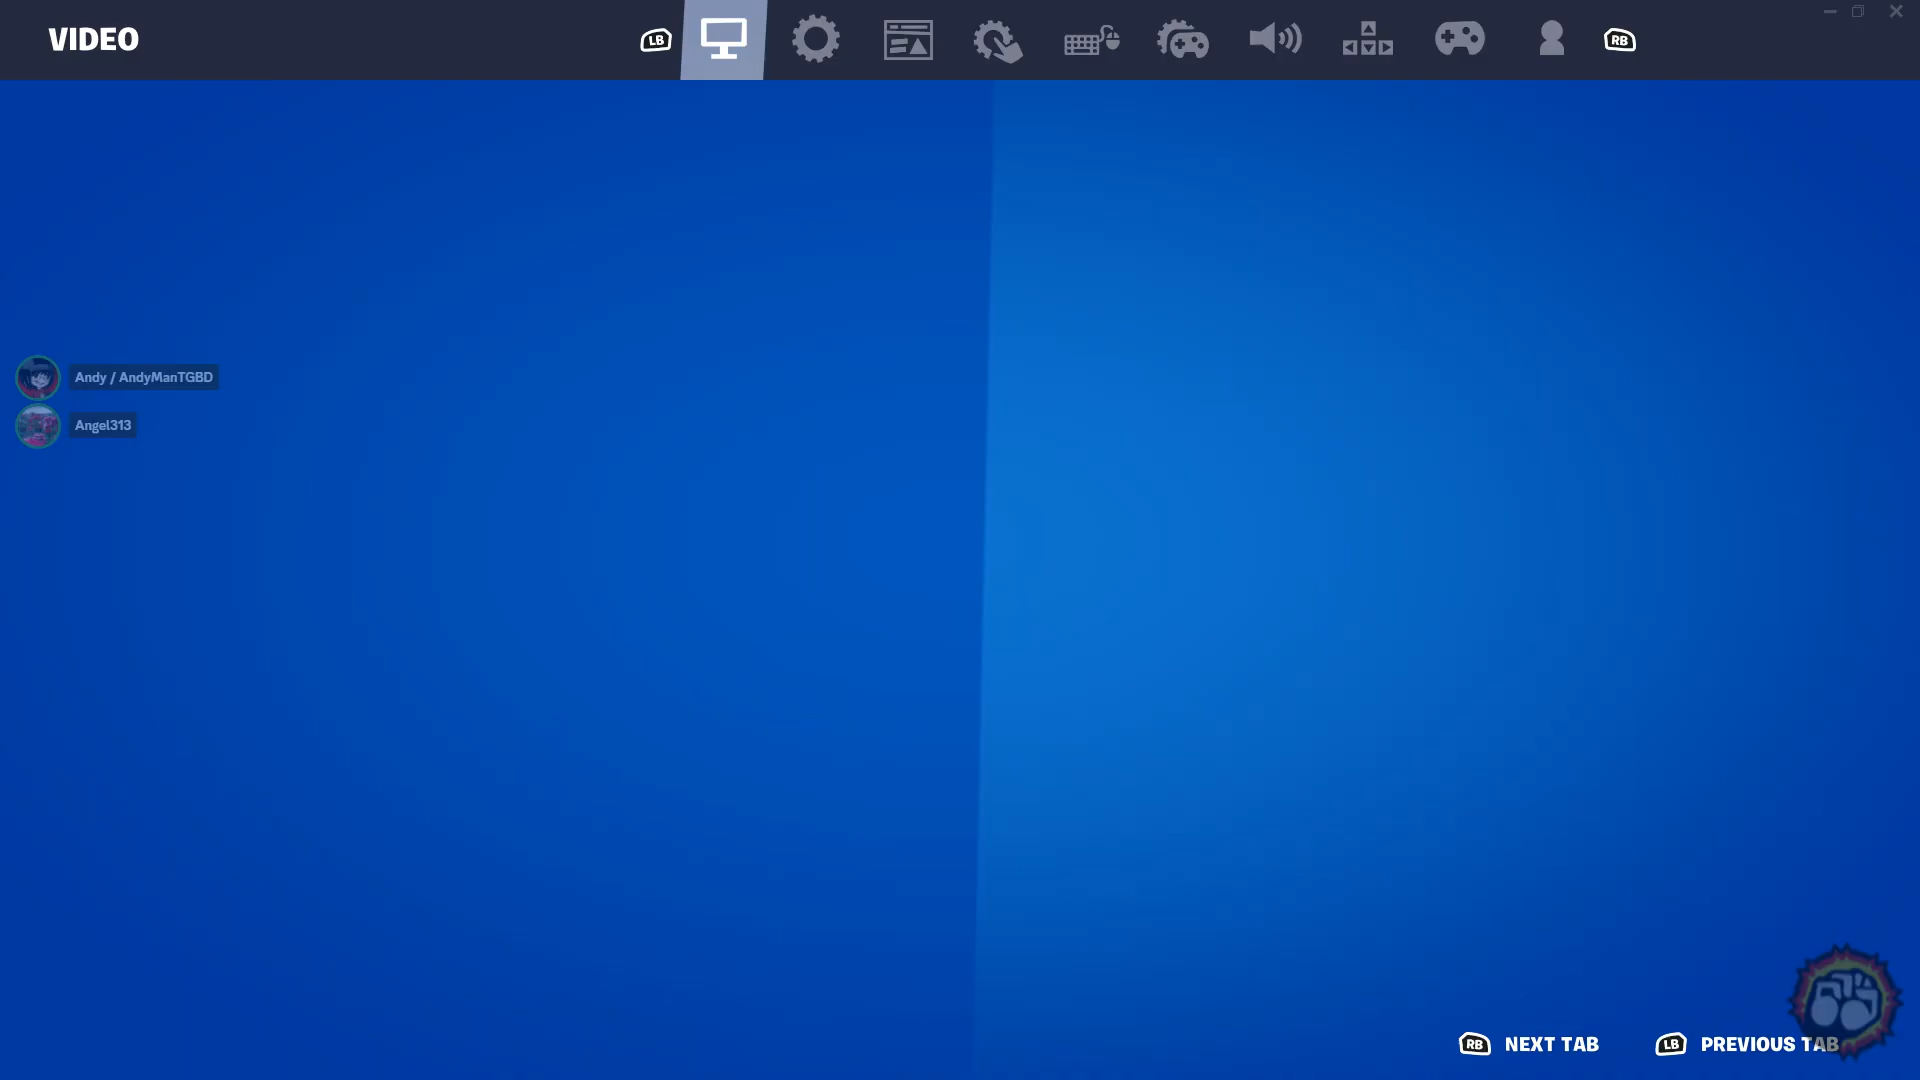 VIDEO
LB
RB
Andy / AndyManTGBD
Angel313
RB NEXT TAB
LB PREVIOUS TAB